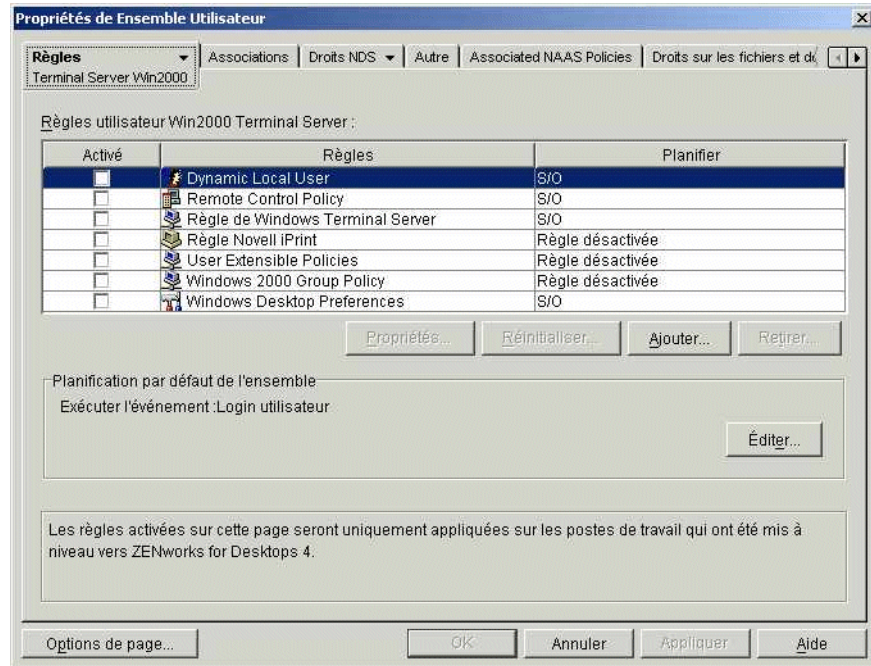 Propriétés de Ensemble Utilisateur
Règles
Terminal Server Win2000
Associations
Droits NDS
Autre
Associated NAAS Policies
Droits sur les fichiers et
Règles utilisateur Win2000 Terminal Server :
Activé Règles Planifier
Dynamic Local User S/O
Remote Control Policy S/O
Règle de Windows Terminal Server S/O
Règle Novell iPrint Règle désactivée
User Extensible Policies Règle désactivée
Windows 2000 Group Policy Règle désactivée
Windows Desktop Preferences S/O
Propriétés... Réinitialiser... Ajouter... Retirer...
Planification par défaut de l'ensemble
Exécuter l'événement :Login utilisateur
Éditer...
Les règles activées sur cette page seront uniquement appliquées sur les postes de travail qui ont été mis à
niveau vers ZENworks for Desktops 4.
Options de page... OK Annuler Appliquer Aide